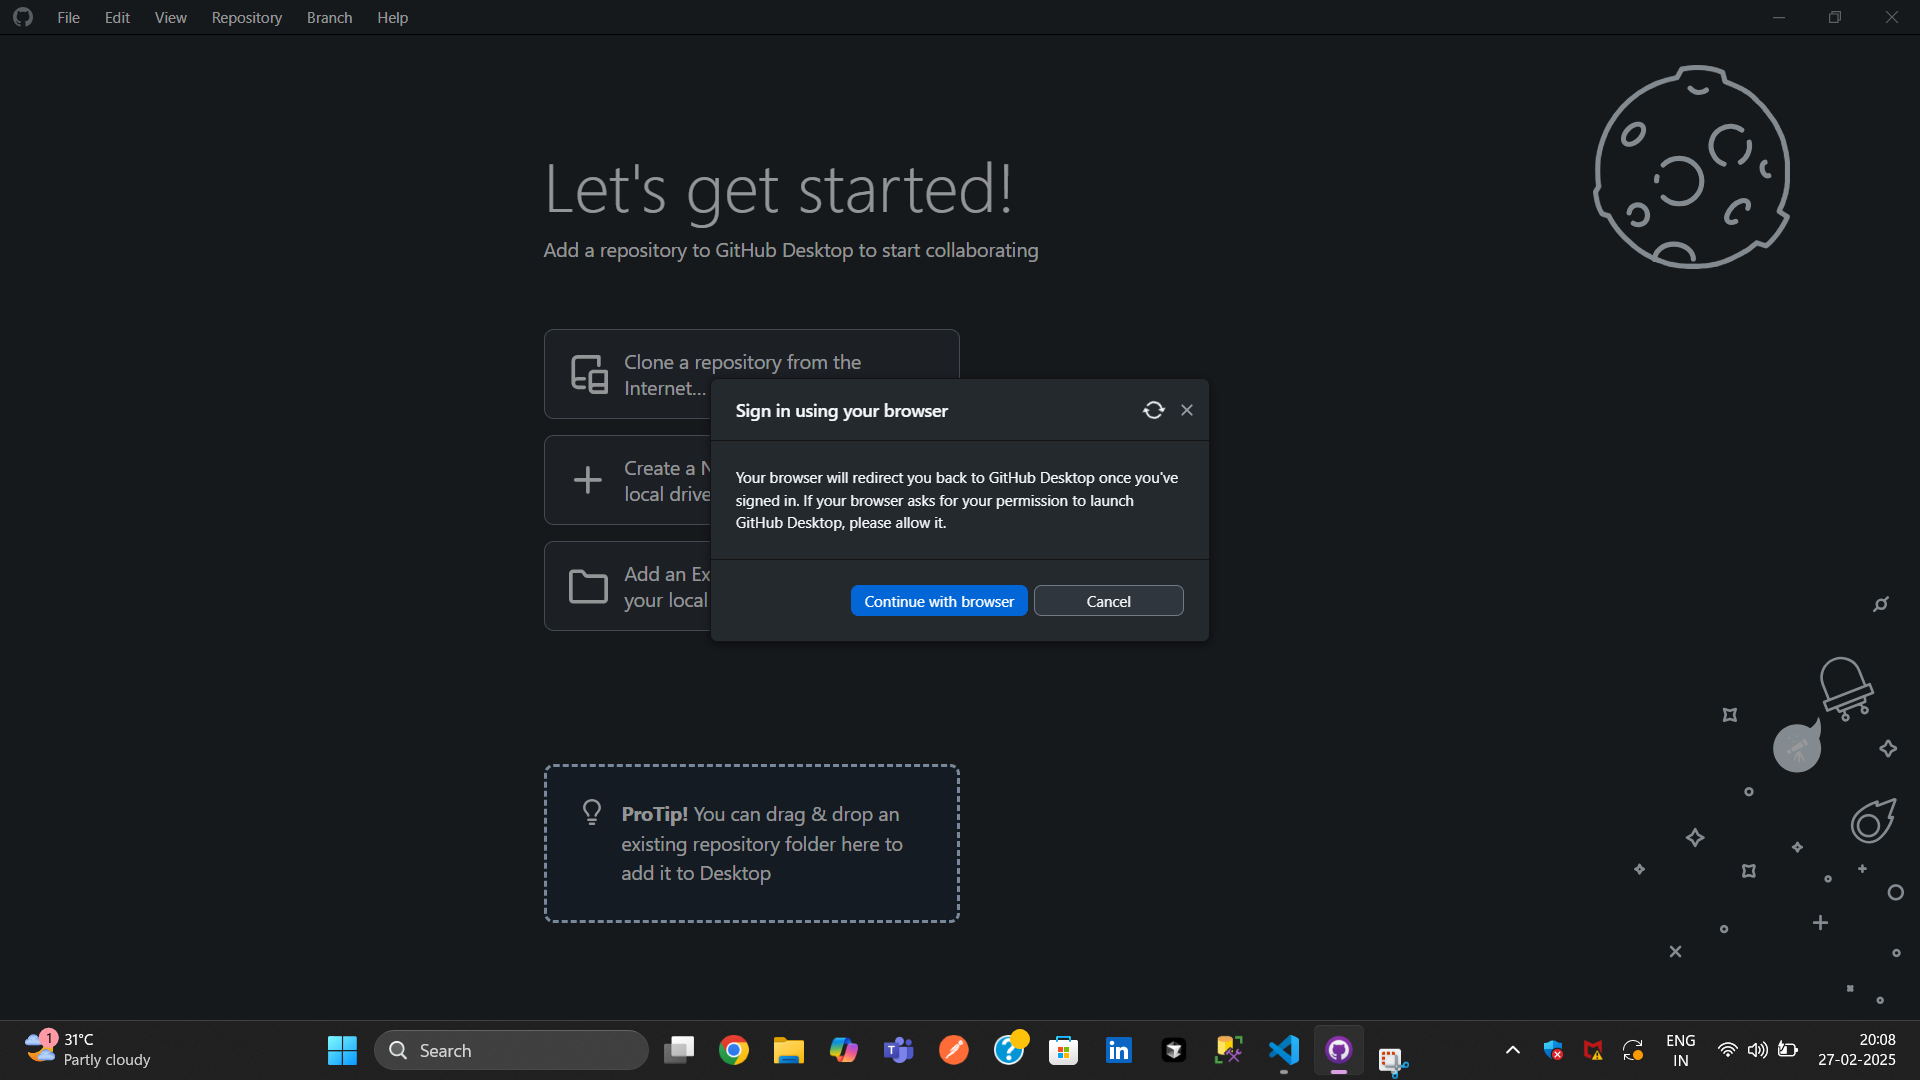 File Edit View Repository Branch Help
Let's get started!
Add a repository to GitHub Desktop to start collaborating
Clone a repository from the
Internet...
Create a N
local drive
Add an Ex
your local
Sign in using your browser
Your browser will redirect you back to GitHub Desktop once you've
signed in. If your browser asks for your permission to launch
GitHub Desktop, please allow it.
Continue with browser Cancel
ProTip! You can drag & drop an
existing repository folder here to
add it to Desktop
1
31°C
Partly cloudy
Search
T
?
in
ENG
IN
20:08
27-02-2025